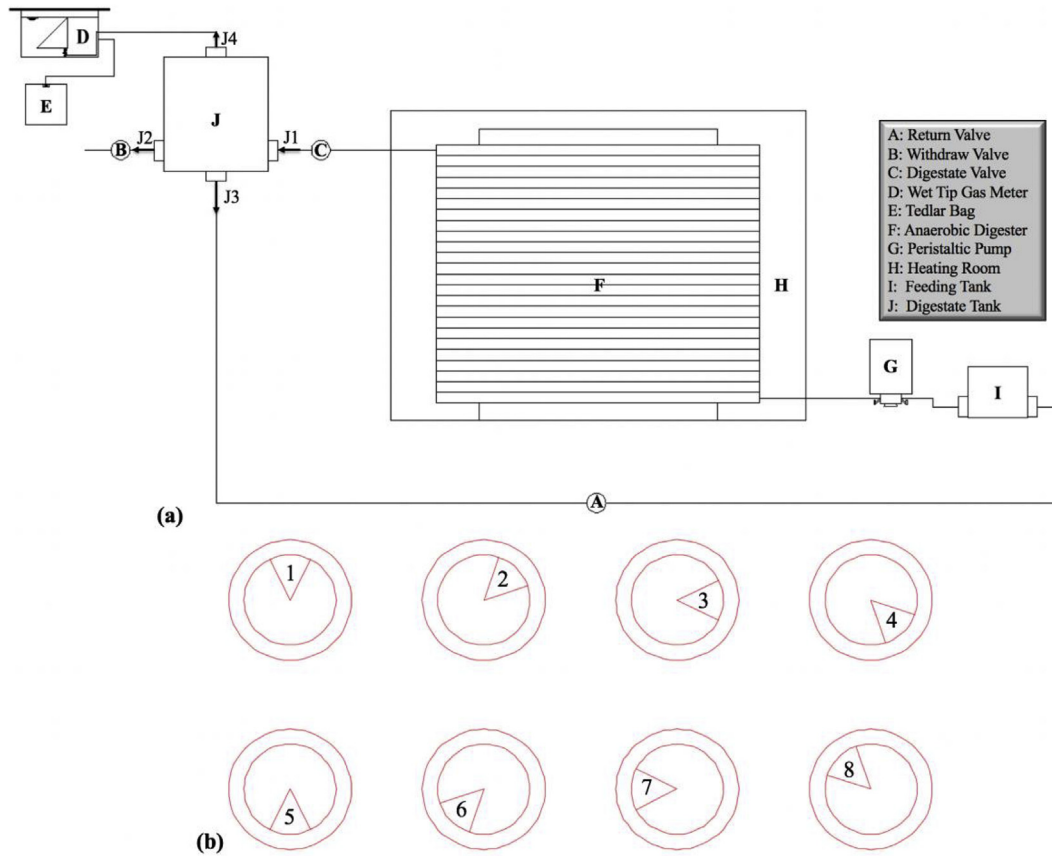 D
J4
E
J
J2
J1
B
C
J3
A: Return Valve
B: Withdraw Valve
C: Digestate Valve
D: Wet Tip Gas Meter
E: Tedlar Bag
F: Anaerobic Digester
G: Peristaltic Pump
H: Heating Room
I: Feeding Tank
J: Digestate Tank
F
H
G
I
A
(a)
1
2
3
4
5
6
7
8
(b)